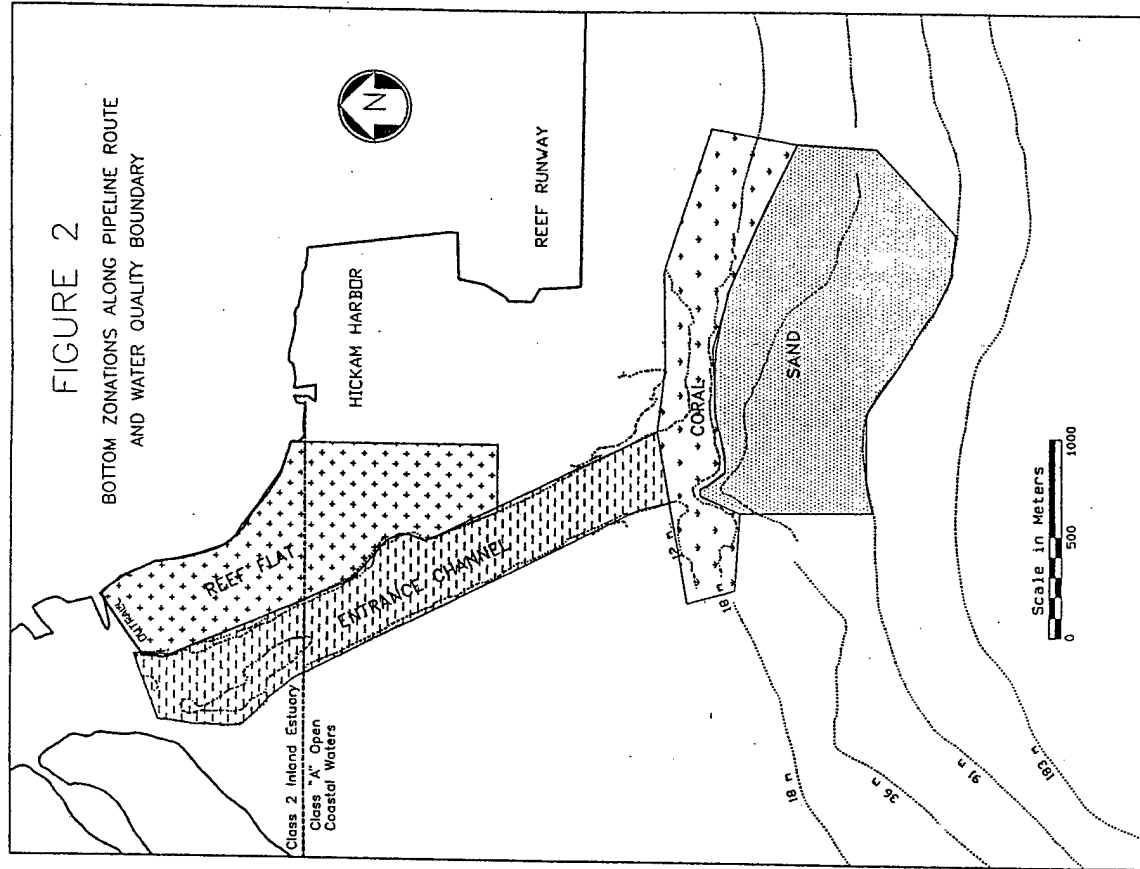 FIGURE 2
BOTTOM ZONATIONS ALONG PIPELINE ROUTE
AND WATER QUALITY BOUNDARY
N
HICKAM HARBOR
REEF RUNWAY
OUTFALL
REEF FLAT
ENTRANCE CHANNEL
Class 2 Inland Estuary
Class "A" Open
Coastal Waters
CORAL
SAND
12 m
18 m
18 m
36 m
91 m
183 m
Scale in Meters
0 500 1000